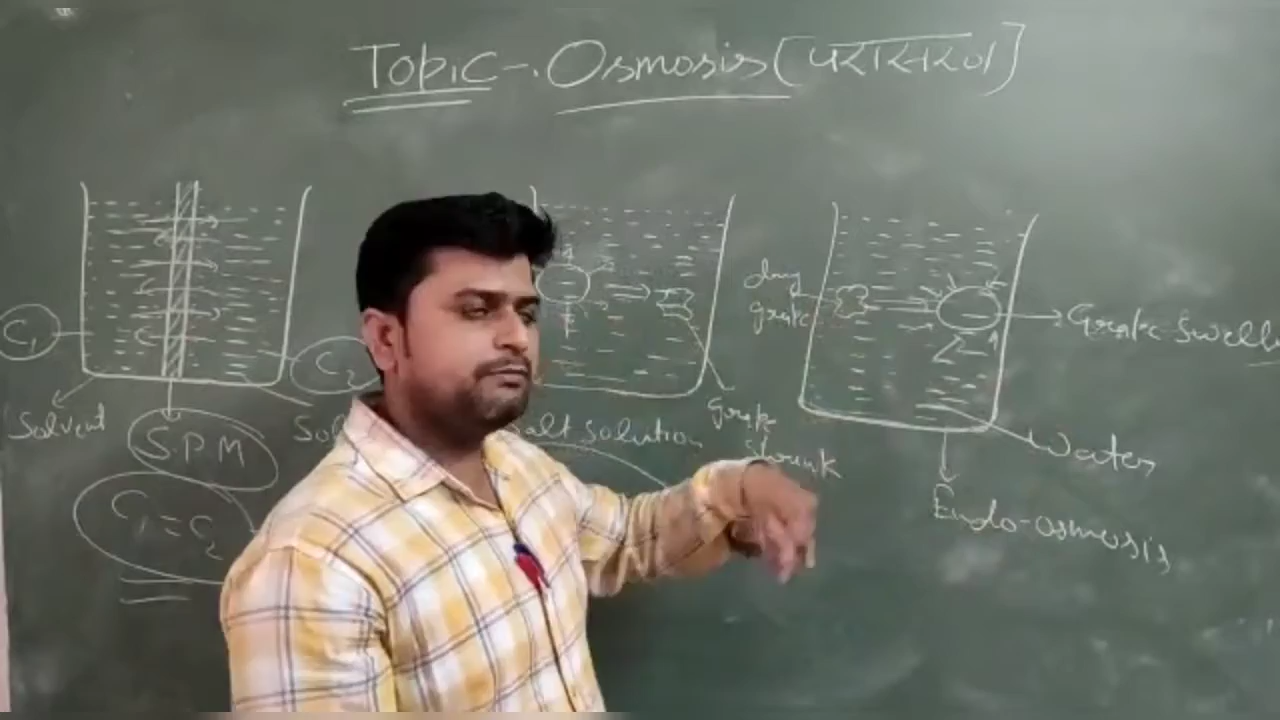 Topic-. Osmosis (परासरण]
C₁
Solvent
S.P.M
C₁ = C₂
C₂
Sol
salt solution
grape
shrunk
dry
grape
Grape-Swell
Water
Endo-osmosis